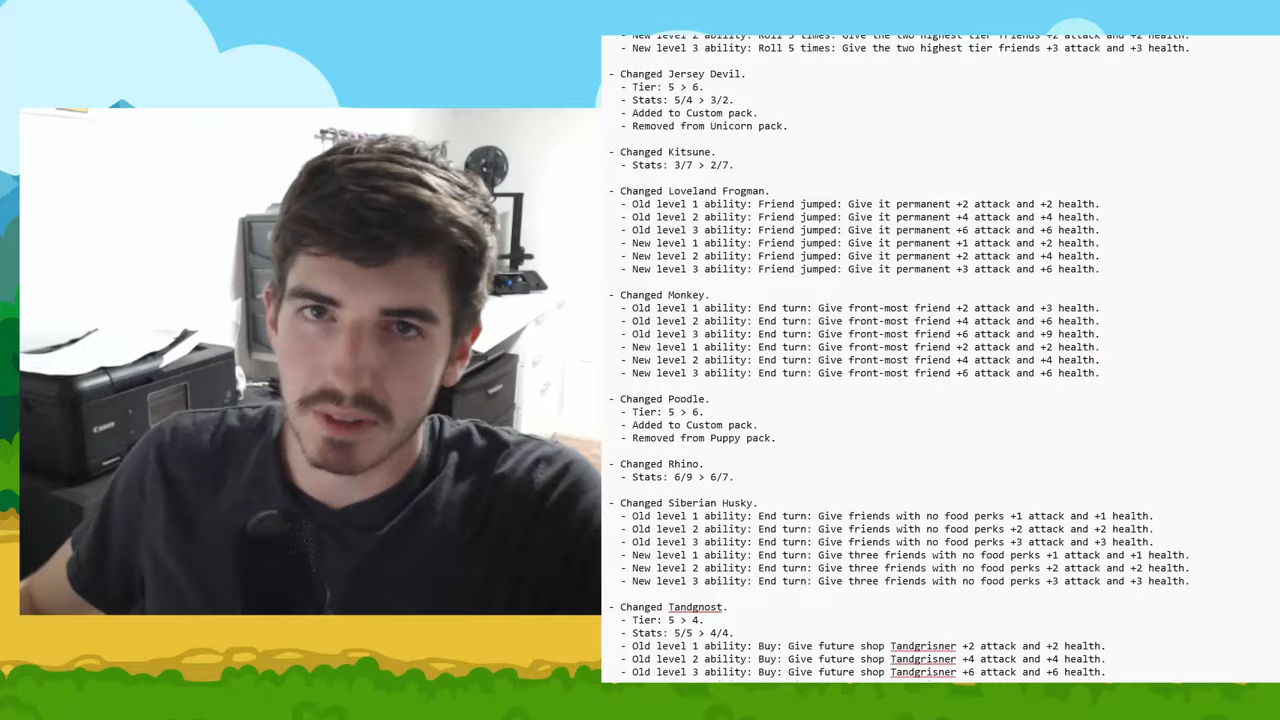 - New level 2 ability: Roll 5 times: Give the two highest tier friends +2 attack and +2 health.
- New level 3 ability: Roll 5 times: Give the two highest tier friends +3 attack and +3 health.
- Changed Jersey Devil.
- Tier: 5 > 6.
- Stats: 5/4 > 3/2.
- Added to Custom pack.
- Removed from Unicorn pack.
- Changed Kitsune.
- Stats: 3/7 > 2/7.
- Changed Loveland Frogman.
- Old level 1 ability: Friend jumped: Give it permanent +2 attack and +2 health.
- Old level 2 ability: Friend jumped: Give it permanent +4 attack and +4 health.
- Old level 3 ability: Friend jumped: Give it permanent +6 attack and +6 health.
- New level 1 ability: Friend jumped: Give it permanent +1 attack and +2 health.
- New level 2 ability: Friend jumped: Give it permanent +2 attack and +4 health.
- New level 3 ability: Friend jumped: Give it permanent +3 attack and +6 health.
- Changed Monkey.
- Old level 1 ability: End turn: Give front-most friend +2 attack and +3 health.
- Old level 2 ability: End turn: Give front-most friend +4 attack and +6 health.
- Old level 3 ability: End turn: Give front-most friend +6 attack and +9 health.
- New level 1 ability: End turn: Give front-most friend +2 attack and +2 health.
- New level 2 ability: End turn: Give front-most friend +4 attack and +4 health.
- New level 3 ability: End turn: Give front-most friend +6 attack and +6 health.
- Changed Poodle.
- Tier: 5 > 6.
- Added to Custom pack.
- Removed from Puppy pack.
- Changed Rhino.
- Stats: 6/9 > 6/7.
- Changed Siberian Husky.
- Old level 1 ability: End turn: Give friends with no food perks +1 attack and +1 health.
- Old level 2 ability: End turn: Give friends with no food perks +2 attack and +2 health.
- Old level 3 ability: End turn: Give friends with no food perks +3 attack and +3 health.
- New level 1 ability: End turn: Give three friends with no food perks +1 attack and +1 health.
- New level 2 ability: End turn: Give three friends with no food perks +2 attack and +2 health.
- New level 3 ability: End turn: Give three friends with no food perks +3 attack and +3 health.
- Changed Tandgnost.
- Tier: 5 > 4.
- Stats: 5/5 > 4/4.
- Old level 1 ability: Buy: Give future shop Tandgrisner +2 attack and +2 health.
- Old level 2 ability: Buy: Give future shop Tandgrisner +4 attack and +4 health.
- Old level 3 ability: Buy: Give future shop Tandgrisner +6 attack and +6 health.
Canon